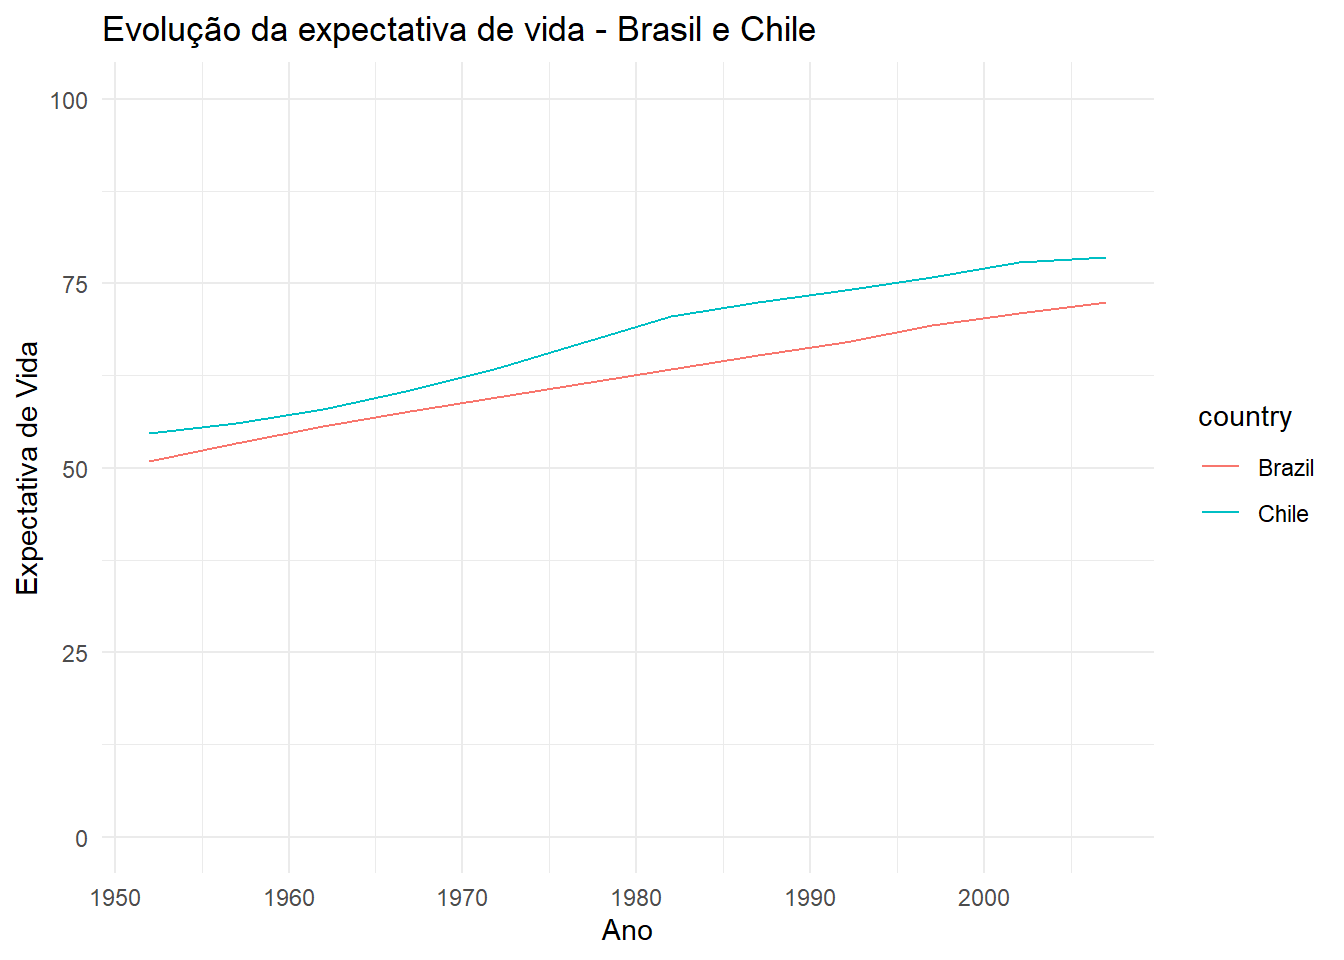 Evolução da expectativa de vida - Brasil e Chile
100
75
50
25
0
Expectativa de Vida
1950 1960 1970 1980 1990 2000
Ano
country
Brazil
Chile